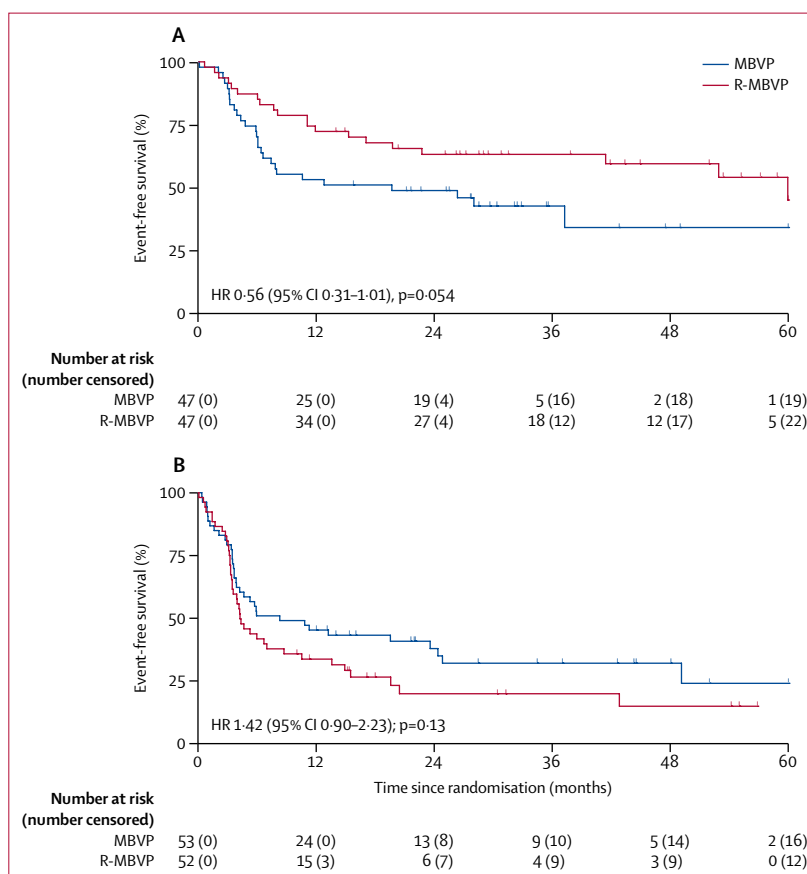 A
MBVP
R-MBVP
Event-free survival (%)
100
75
50
25
0
HR 0·56 (95% CI 0·31–1·01), p=0·054
0 12 24 36 48 60
Number at risk
(number censored)
MBVP 47 (0) 25 (0) 19 (4) 5 (16) 2 (18) 1 (19)
R-MBVP 47 (0) 34 (0) 27 (4) 18 (12) 12 (17) 5 (22)
B
Event-free survival (%)
100
75
50
25
0
HR 1·42 (95% CI 0·90–2·23); p=0·13
0 12 24 36 48 60
Time since randomisation (months)
Number at risk
(number censored)
MBVP 53 (0) 24 (0) 13 (8) 9 (10) 5 (14) 2 (16)
R-MBVP 52 (0) 15 (3) 6 (7) 4 (9) 3 (9) 0 (12)